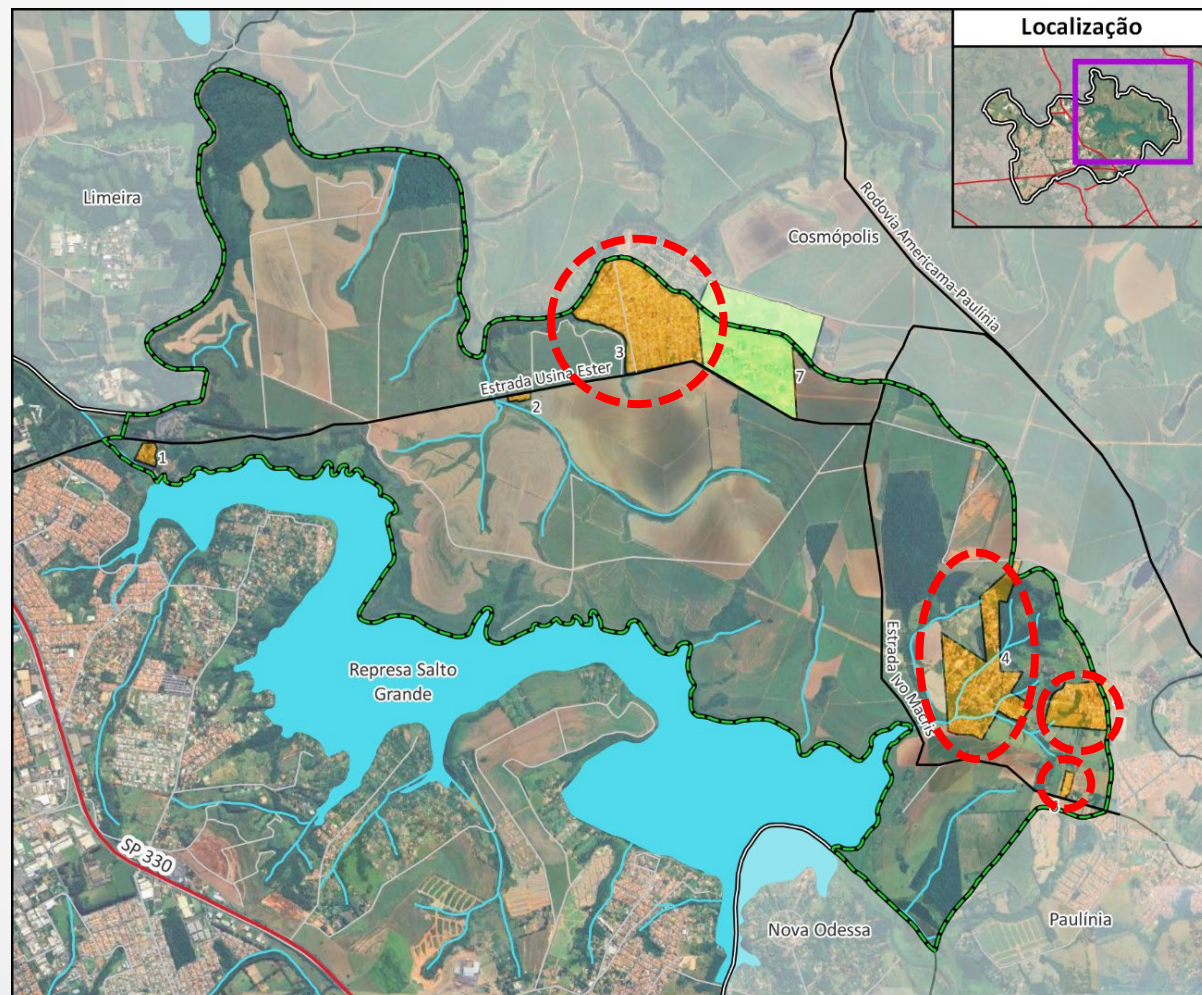 Localização
Limeira
Cosmópolis
Rodovia Americama-Paulínia
3
Estrada Usina Ester
7
2
1
Estrada Ivo Macris
4
Represa Salto
Grande
SP 330
Nova Odessa
Paulínia